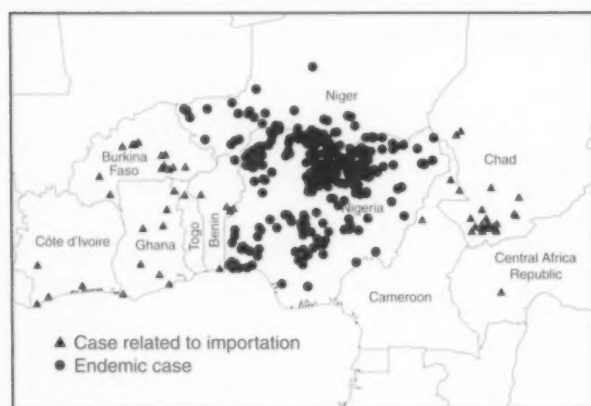 Niger
Burkina
Faso
Chad
Nigeria
Benin
Togo
Côte d'Ivoire
Ghana
Central Africa
Republic
Cameroon
Case related to importation
Endemic case